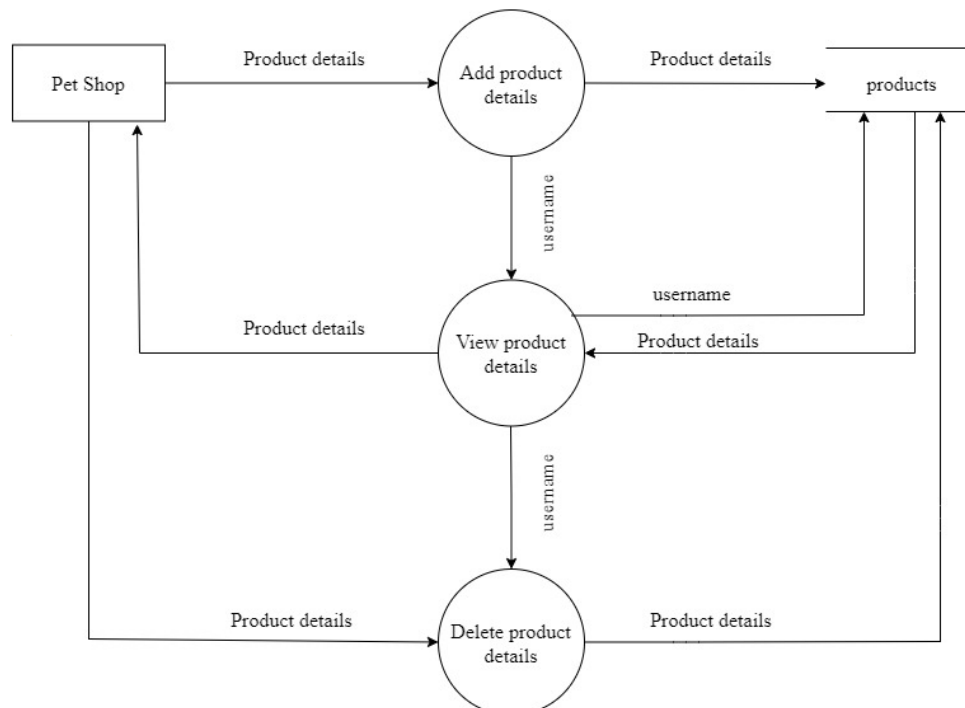 Product details
Product details
Pet Shop
Add product
details
products
username
username
Product details
View product
details
Product details
username
Product details
Delete product
details
Product details